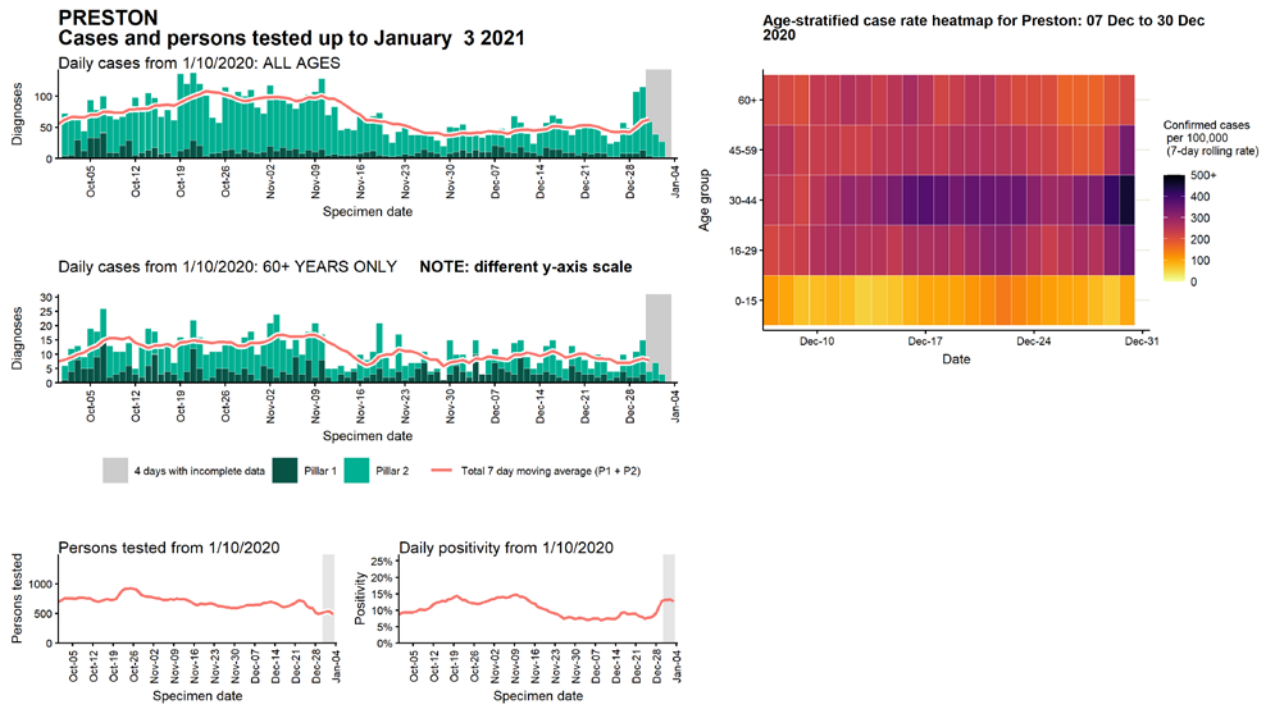 PRESTON
Cases and persons tested up to January 3 2021
Daily cases from 1/10/2020: ALL AGES
Diagnoses
100
50
0
Oct-05
Oct-12
Oct-19
Oct-26
Nov-02
Nov-09
Nov-16
Nov-23
Nov-30
Dec-07
Dec-14
Dec-21
Dec-28
Jan-04
Specimen date
Daily cases from 1/10/2020: 60+ YEARS ONLY NOTE: different y-axis scale
Diagnoses
30
25
20
15
10
5
0
Oct-05
Oct-12
Oct-19
Oct-26
Nov-02
Nov-09
Nov-16
Nov-23
Nov-30
Dec-07
Dec-14
Dec-21
Dec-28
Jan-04
Specimen date
4 days with incomplete data
Pillar 1
Pillar 2
Total 7 day moving average (P1 + P2)
Persons tested from 1/10/2020
Persons tested
1000
500
0
Oct-05
Oct-12
Oct-19
Oct-26
Nov-02
Nov-09
Nov-16
Nov-23
Nov-30
Dec-07
Dec-14
Dec-21
Dec-28
Jan-04
Specimen date
Daily positivity from 1/10/2020
Positivity
25%
20%
15%
10%
5%
0%
Oct-05
Oct-12
Oct-19
Oct-26
Nov-02
Nov-09
Nov-16
Nov-23
Nov-30
Dec-07
Dec-14
Dec-21
Dec-28
Jan-04
Specimen date
Age-stratified case rate heatmap for Preston: 07 Dec to 30 Dec
2020
Age group
60+
45-59
30-44
16-29
0-15
Dec-10
Dec-17
Dec-24
Dec-31
Date
Confirmed cases
per 100,000
(7-day rolling rate)
500+
400
300
200
100
0